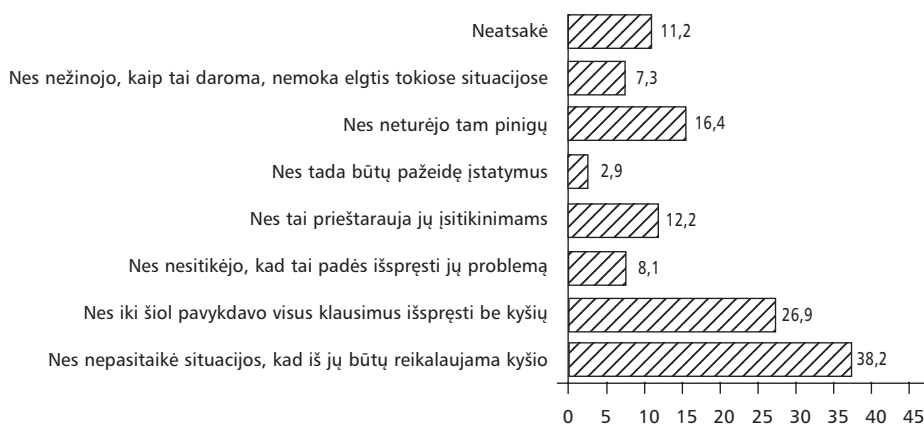 Neatsakė 11,2
Nes nežinojo, kaip tai daroma, nemoka elgtis tokiose situacijose 7,3
Nes neturėjo tam pinigų 16,4
Nes tada būtų pažeidę įstatymus 2,9
Nes tai prieštarauja jų įsitikinimams 12,2
Nes nesitikėjo, kad tai padės išspręsti jų problemą 8,1
Nes iki šiol pavykdavo visus klausimus išspręsti be kyšių 26,9
Nes nepasitaikė situacijos, kad iš jų būtų reikalaujama kyšio 38,2
0 5 10 15 20 25 30 35 40 45